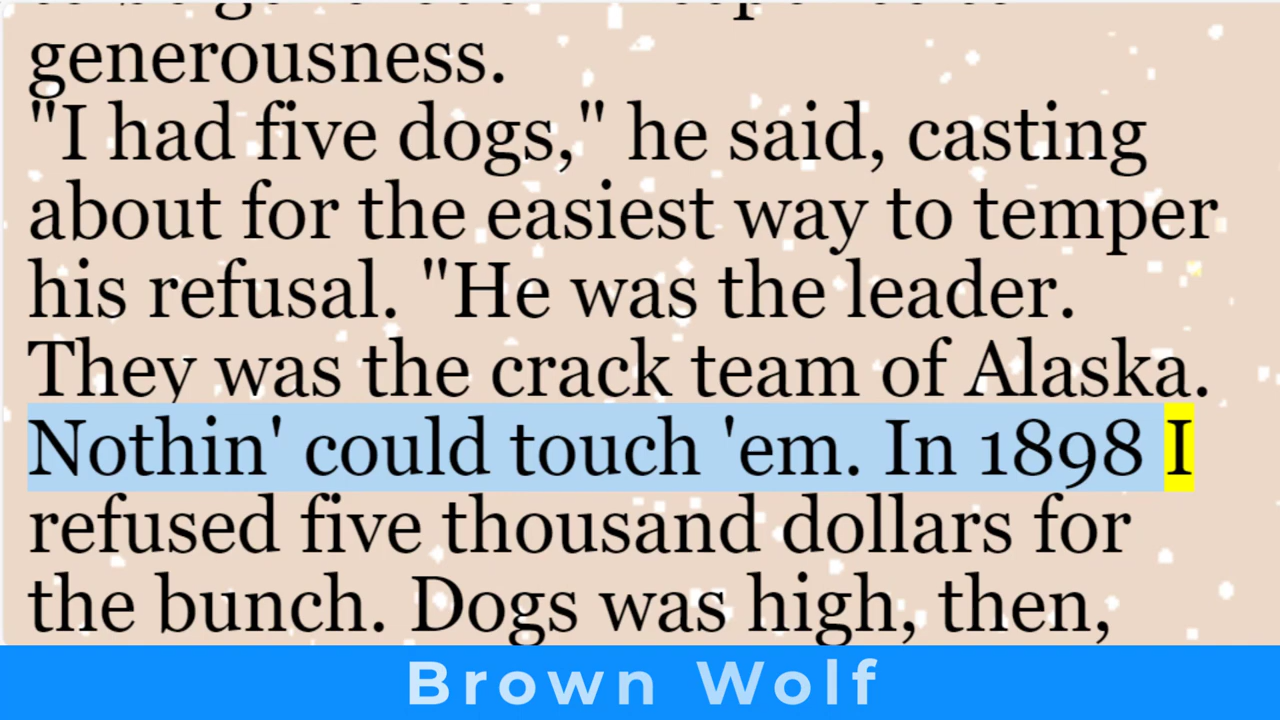 generousness.
"I had five dogs," he said, casting
about for the easiest way to temper
his refusal. "He was the leader.
They was the crack team of Alaska.
Nothin' could touch 'em. In 1898 I
refused five thousand dollars for
the bunch. Dogs was high, then,
Brown Wolf